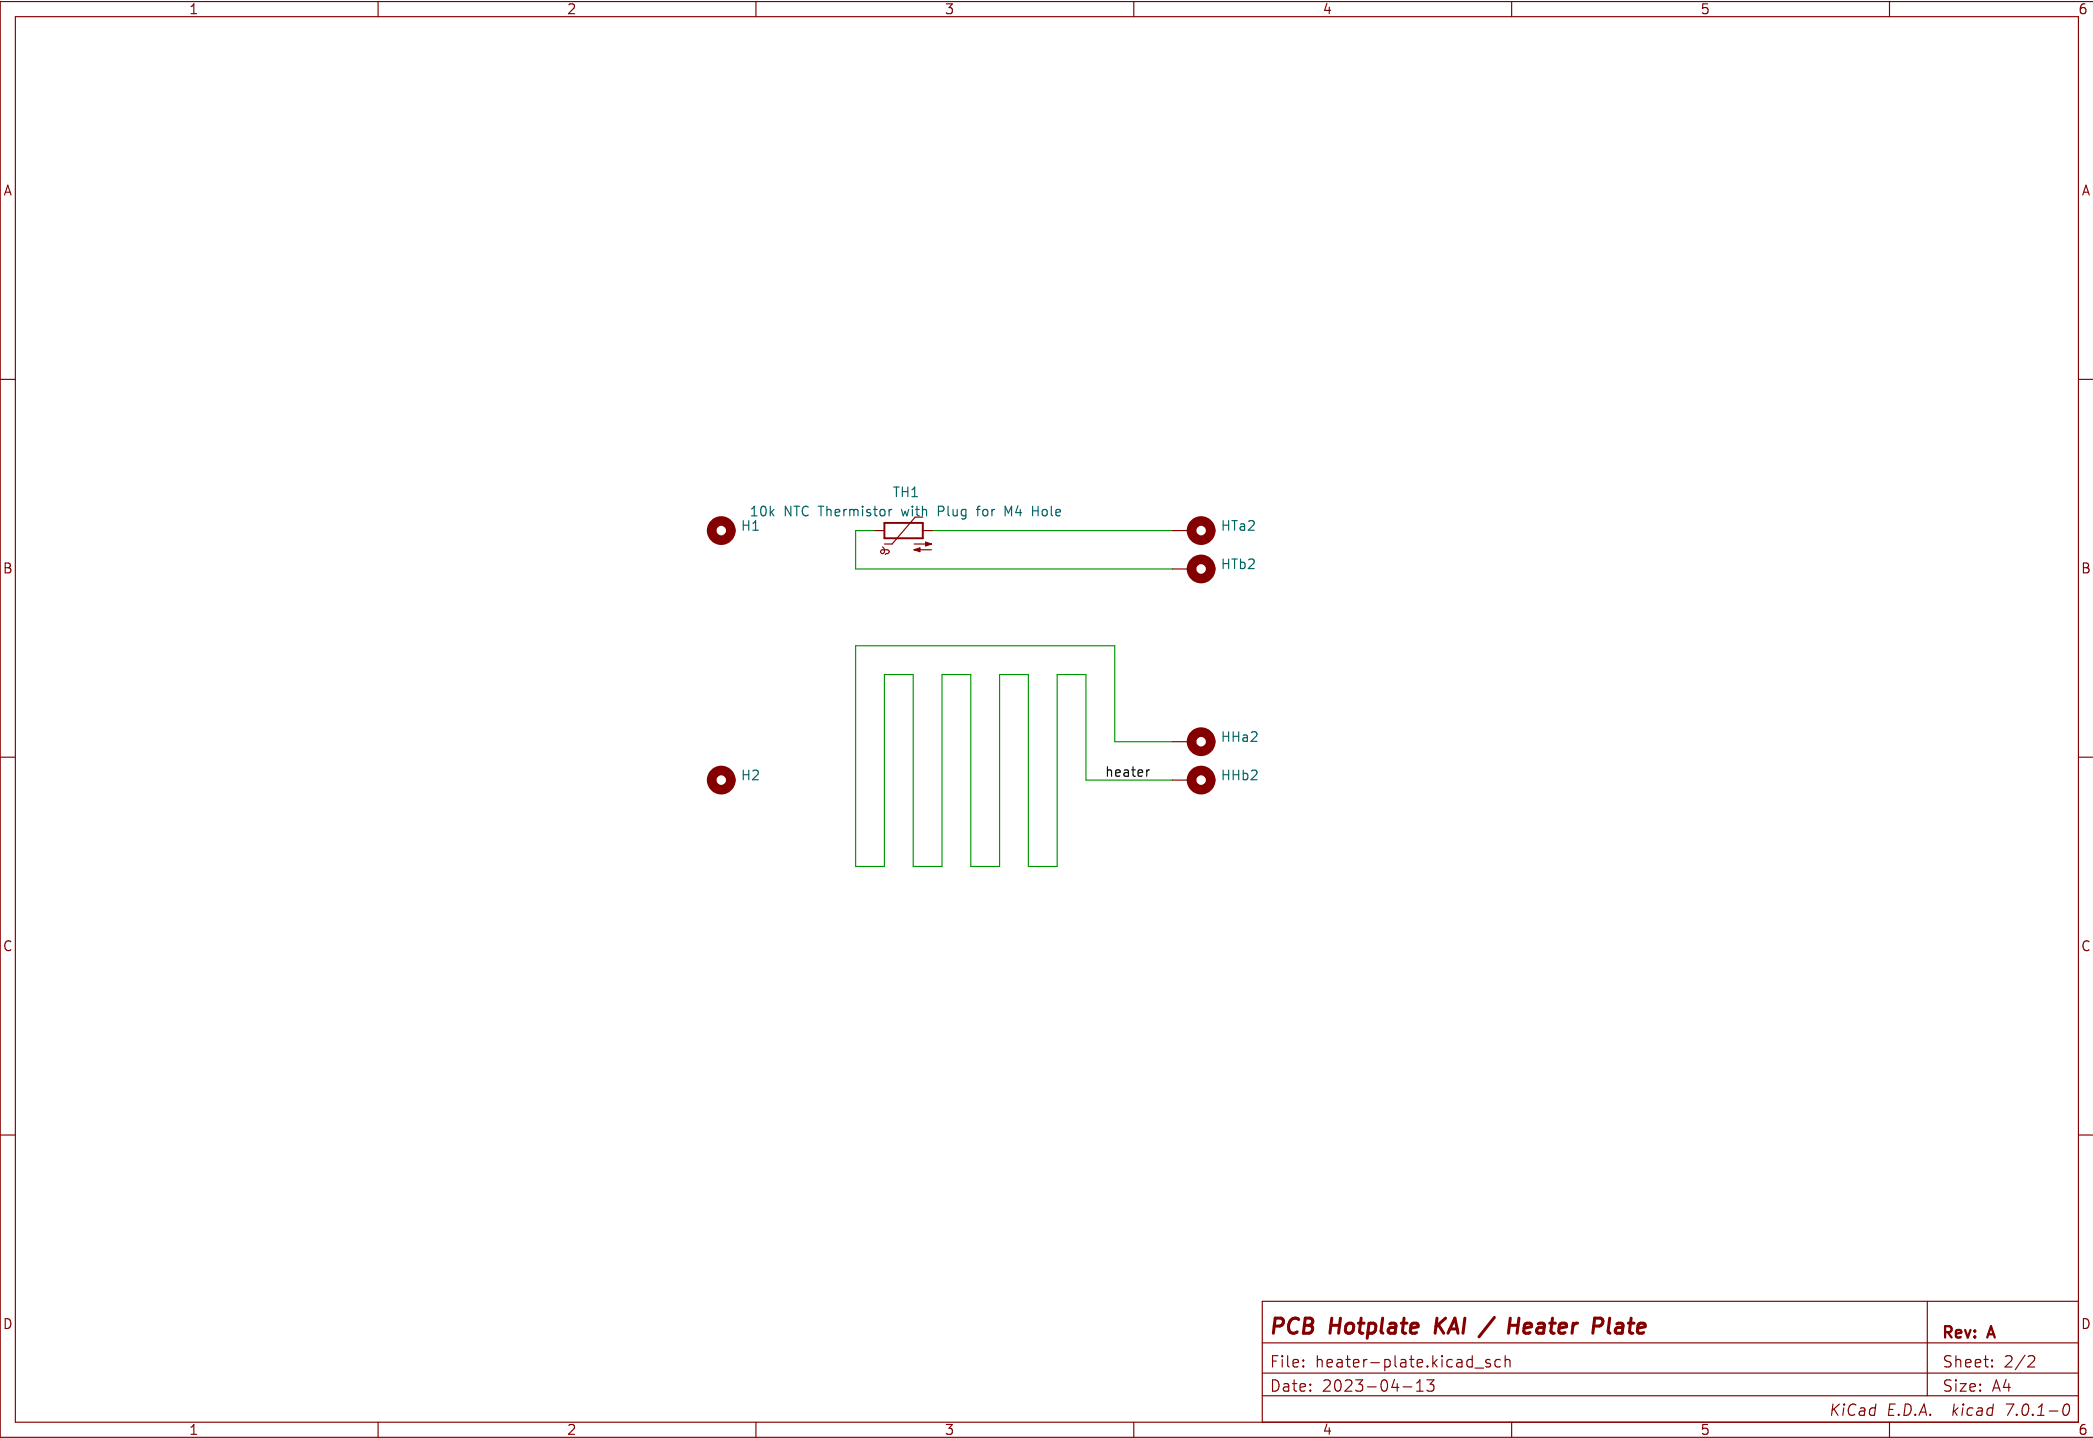 1 2 3 4 5 6
A A
TH1
10k NTC Thermistor with Plug for M4 Hole
H1 HTa2
HTb2
B B
HHa2
heater
H2 HHb2
C C
D D
PCB Hotplate KAI / Heater Plate
Rev: A
File: heater-plate.kicad_sch
Sheet: 2/2
Date: 2023-04-13
Size: A4
KiCad E.D.A. kicad 7.0.1-0
1 2 3 4 5 6